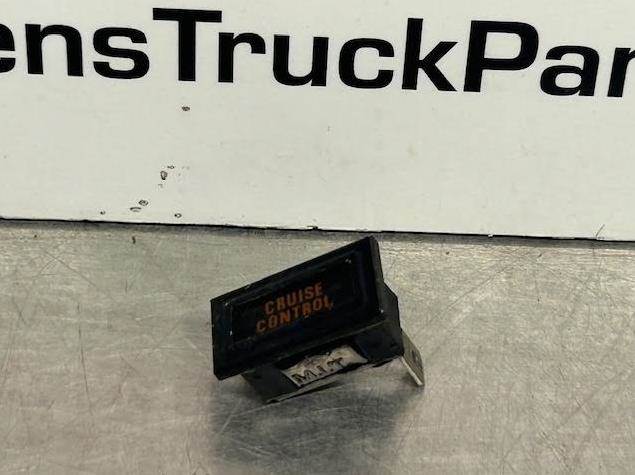 ensTruckPar
CRUISE
CONTROL
M.I.T